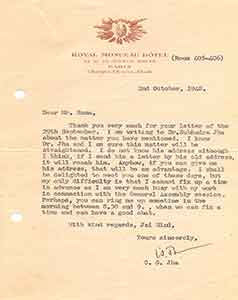 ROYAL MONCEAU HÔTEL
PARIS
(Room 405-406)
2nd October, 1948.
Dear Mr. Rama,
Thank you very much for your letter of the
29th September. I am writing to Dr. Jha
about the matter you have mentioned. I know
Dr. Jha and I am sure this matter will be
straightened. I do not know his address although
I think, if I send him a letter by his old address,
it will reach him. Anyhow, if you can give me
his address, that will be an advantage. I shall
be delighted to meet you one of these days, but
my only difficulty is that I cannot fix up a time
in advance as I am very much busy with my work
in connection with the General Assembly session.
Perhaps, you can ring me up sometime in the
morning between 8.30 and 9., when we can fix a
time and can have a good chat.
With kind regards, Jai Hind,
Yours sincerely,
C. S. Jha